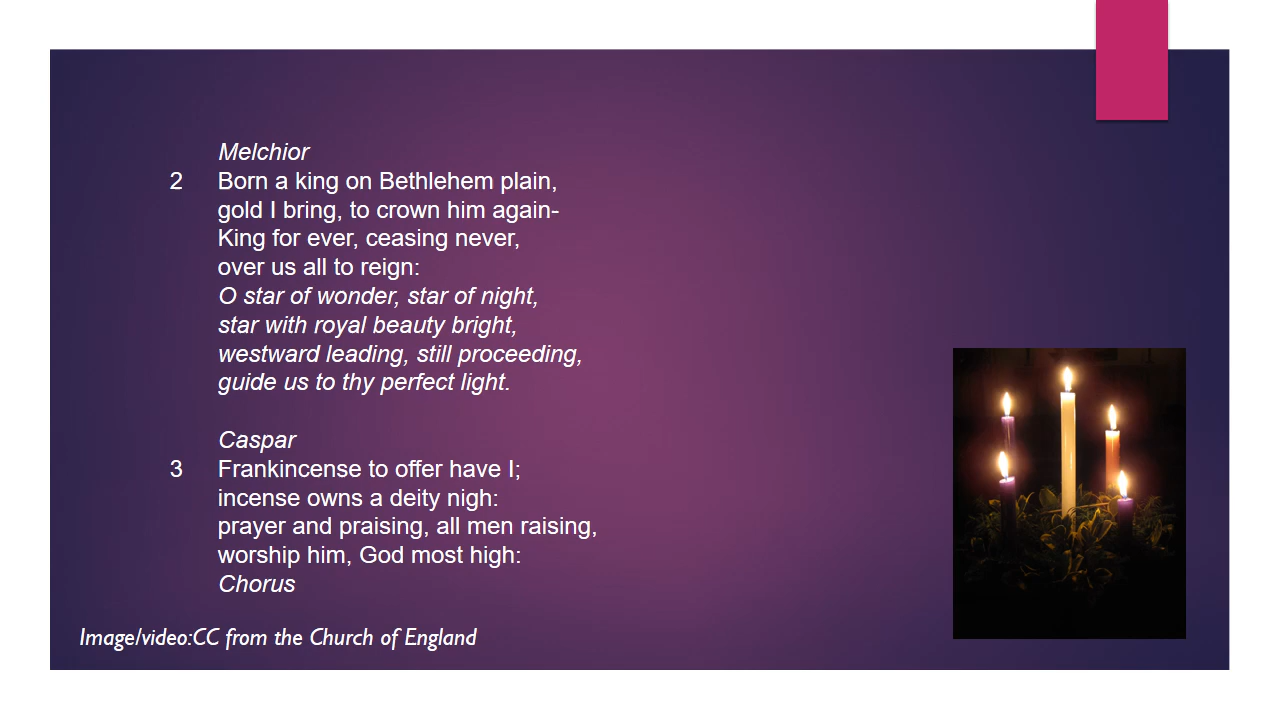 Melchior
2 Born a king on Bethlehem plain,
gold I bring, to crown him again-
King for ever, ceasing never,
over us all to reign:
O star of wonder, star of night,
star with royal beauty bright,
westward leading, still proceeding,
guide us to thy perfect light.
Caspar
3 Frankincense to offer have I;
incense owns a deity nigh:
prayer and praising, all men raising,
worship him, God most high:
Chorus
Image/video:CC from the Church of England